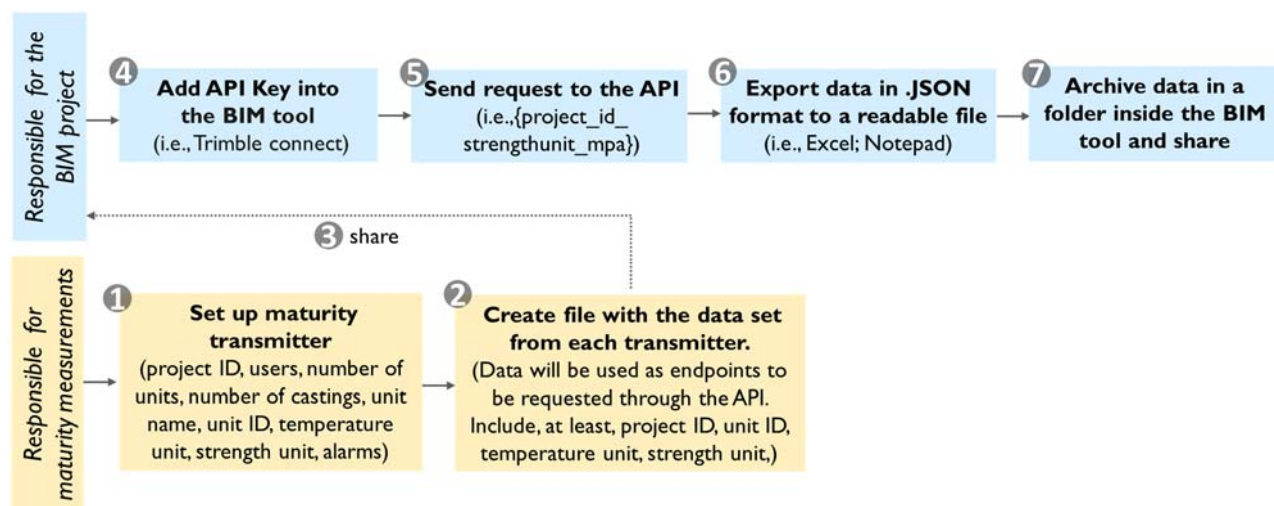 Responsible for the
BIM project
4
Add API Key into
the BIM tool
(i.e., Trimble connect)
5
Send request to the API
(i.e.,{project_id_
strengthunit_mpa})
6
Export data in .JSON
format to a readable file
(i.e., Excel; Notepad)
7
Archive data in a
folder inside the BIM
tool and share
3 share
Responsible for
maturity measurements
1
Set up maturity
transmitter
(project ID, users, number of
units, number of castings, unit
name, unit ID, temperature
unit, strength unit, alarms)
2
Create file with the data set
from each transmitter.
(Data will be used as endpoints to
be requested through the API.
Include, at least, project ID, unit ID,
temperature unit, strength unit,)